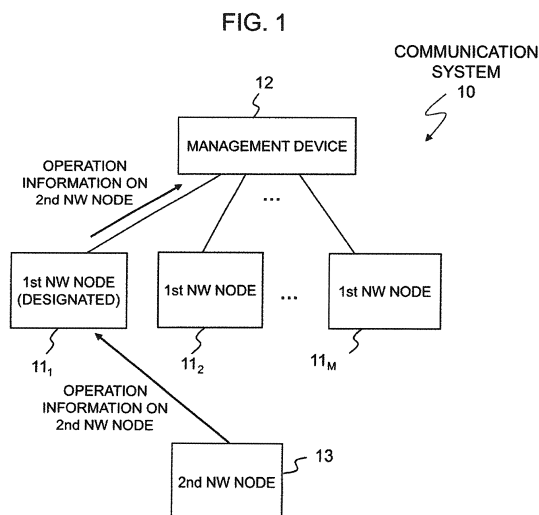 FIG. 1
COMMUNICATION
SYSTEM
10
12
MANAGEMENT DEVICE
OPERATION
INFORMATION ON
2nd NW NODE
...
1st NW NODE
(DESIGNATED)
1st NW NODE
...
1st NW NODE
11₁
11₂
11M
OPERATION
INFORMATION ON
2nd NW NODE
13
2nd NW NODE